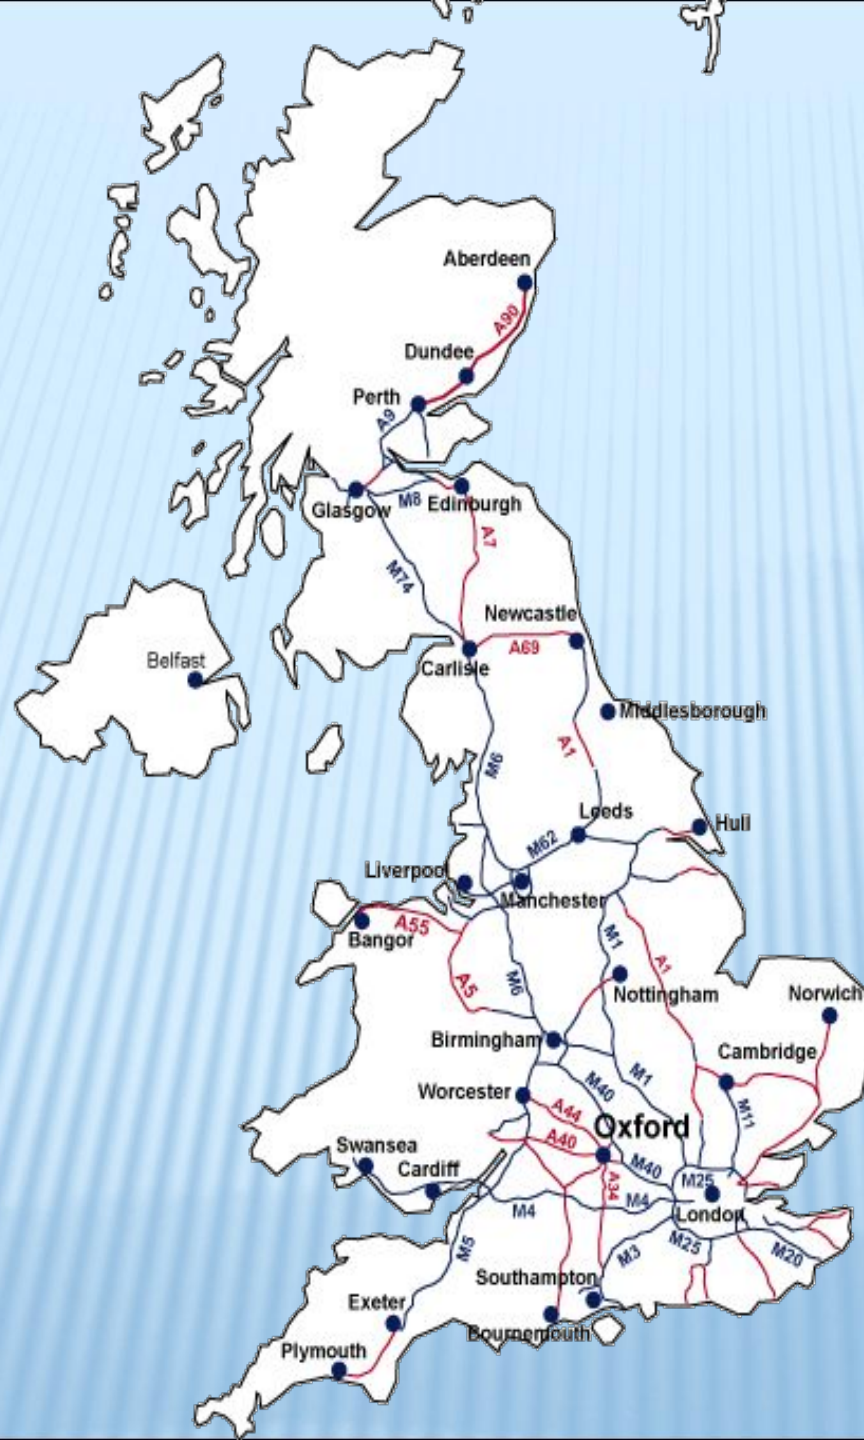 Aberdeen
A90
Dundee
Perth
A9
Glasgow
M8
Edinburgh
A7
M74
Newcastle
A69
Carlisle
Belfast
Middlesborough
A1
M6
Leeds
Hull
M62
Liverpool
Manchester
A55
Bangor
M1
A1
A5
M6
Nottingham
Norwich
Birmingham
Cambridge
M40
M1
Worcester
A44
M11
Oxford
A40
Swansea
Cardiff
M40
M25
A34
M4
M4
London
M5
M3
M25
M20
Southampton
Exeter
Bournemouth
Plymouth